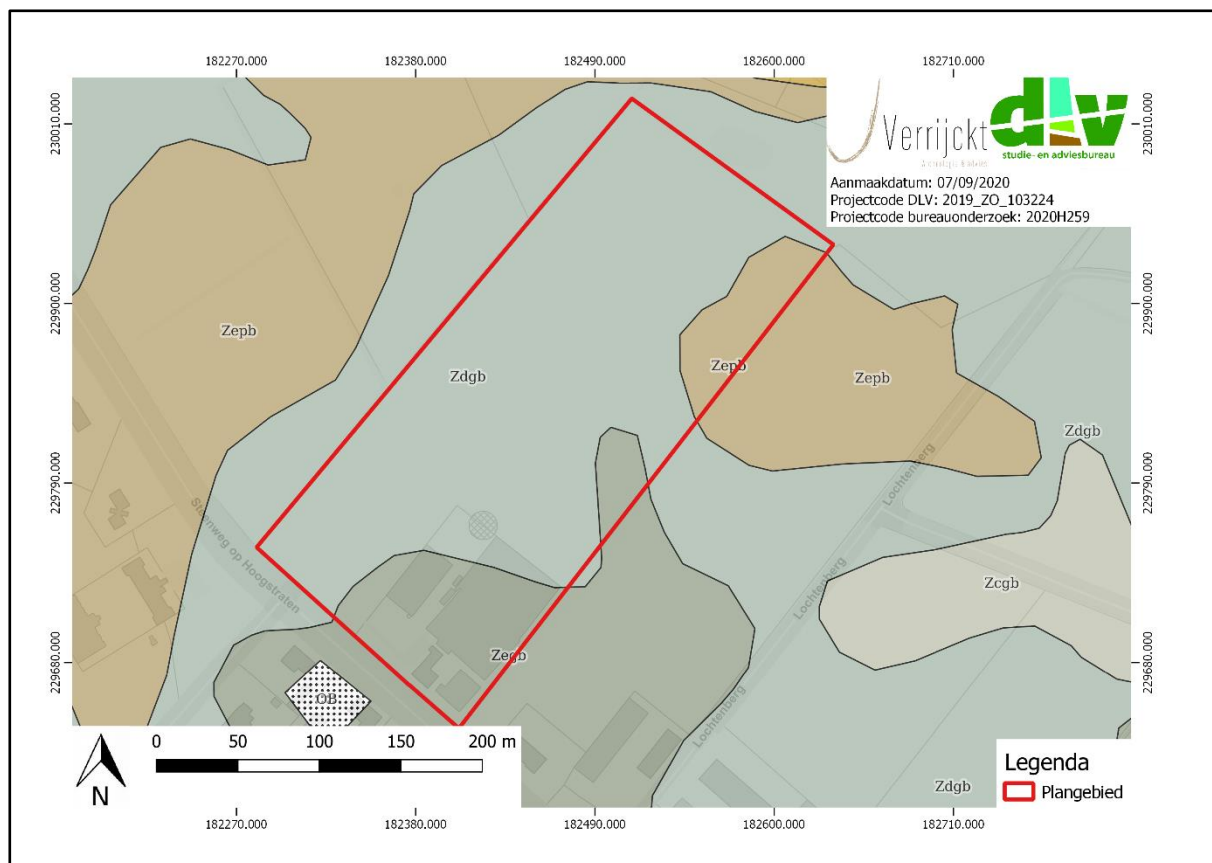 182270.000 182380.000 182490.000 182600.000 182710.000
230010.000
230010.000
Verrijckt
dlv
studie- en adviesbureau
Aanmaakdatum: 07/09/2020
Projectcode DLV: 2019_ZO_103224
Projectcode bureauonderzoek: 2020H259
229900.000
229900.000
Zepb
Zdgb
Zepb
Zepb
Zdgb
229790.000
229790.000
Lochtenberg
Steenweg op Hoogstraten
Lochtenberg
Zcgb
Zegb
229680.000
229680.000
OB
Lochtenberg
0 50 100 150 200 m
N
Zdgb
Legenda
Plangebied
182270.000 182380.000 182490.000 182600.000 182710.000